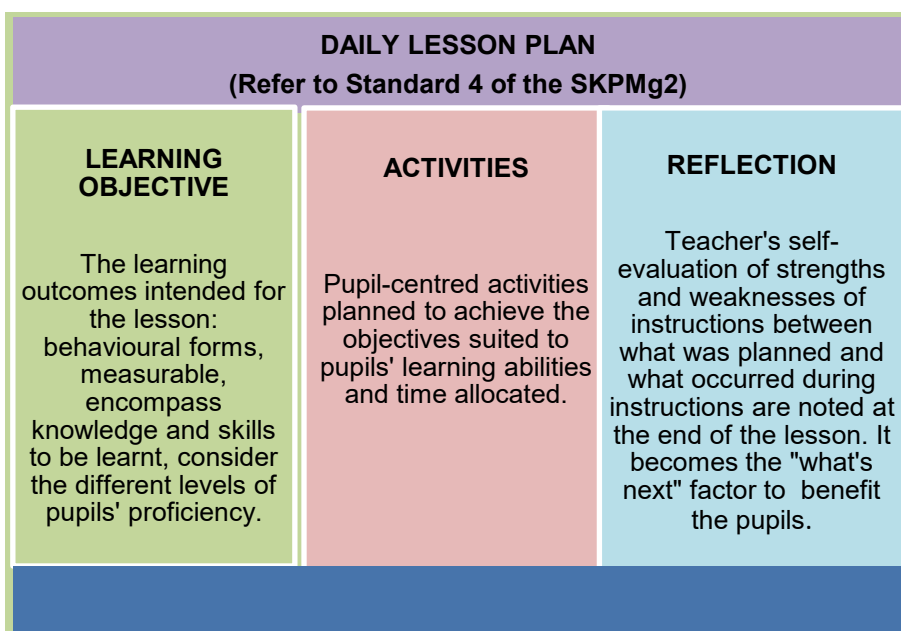 DAILY LESSON PLAN
(Refer to Standard 4 of the SKPMg2)
LEARNING
OBJECTIVE
The learning
outcomes intended for
the lesson:
behavioural forms,
measurable,
encompass
knowledge and skills
to be learnt, consider
the different levels of
pupils' proficiency.
ACTIVITIES
Pupil-centred activities
planned to achieve the
objectives suited to
pupils' learning abilities
and time allocated.
REFLECTION
Teacher's self-
evaluation of strengths
and weaknesses of
instructions between
what was planned and
what occurred during
instructions are noted at
the end of the lesson. It
becomes the "what's
next" factor to benefit
the pupils.